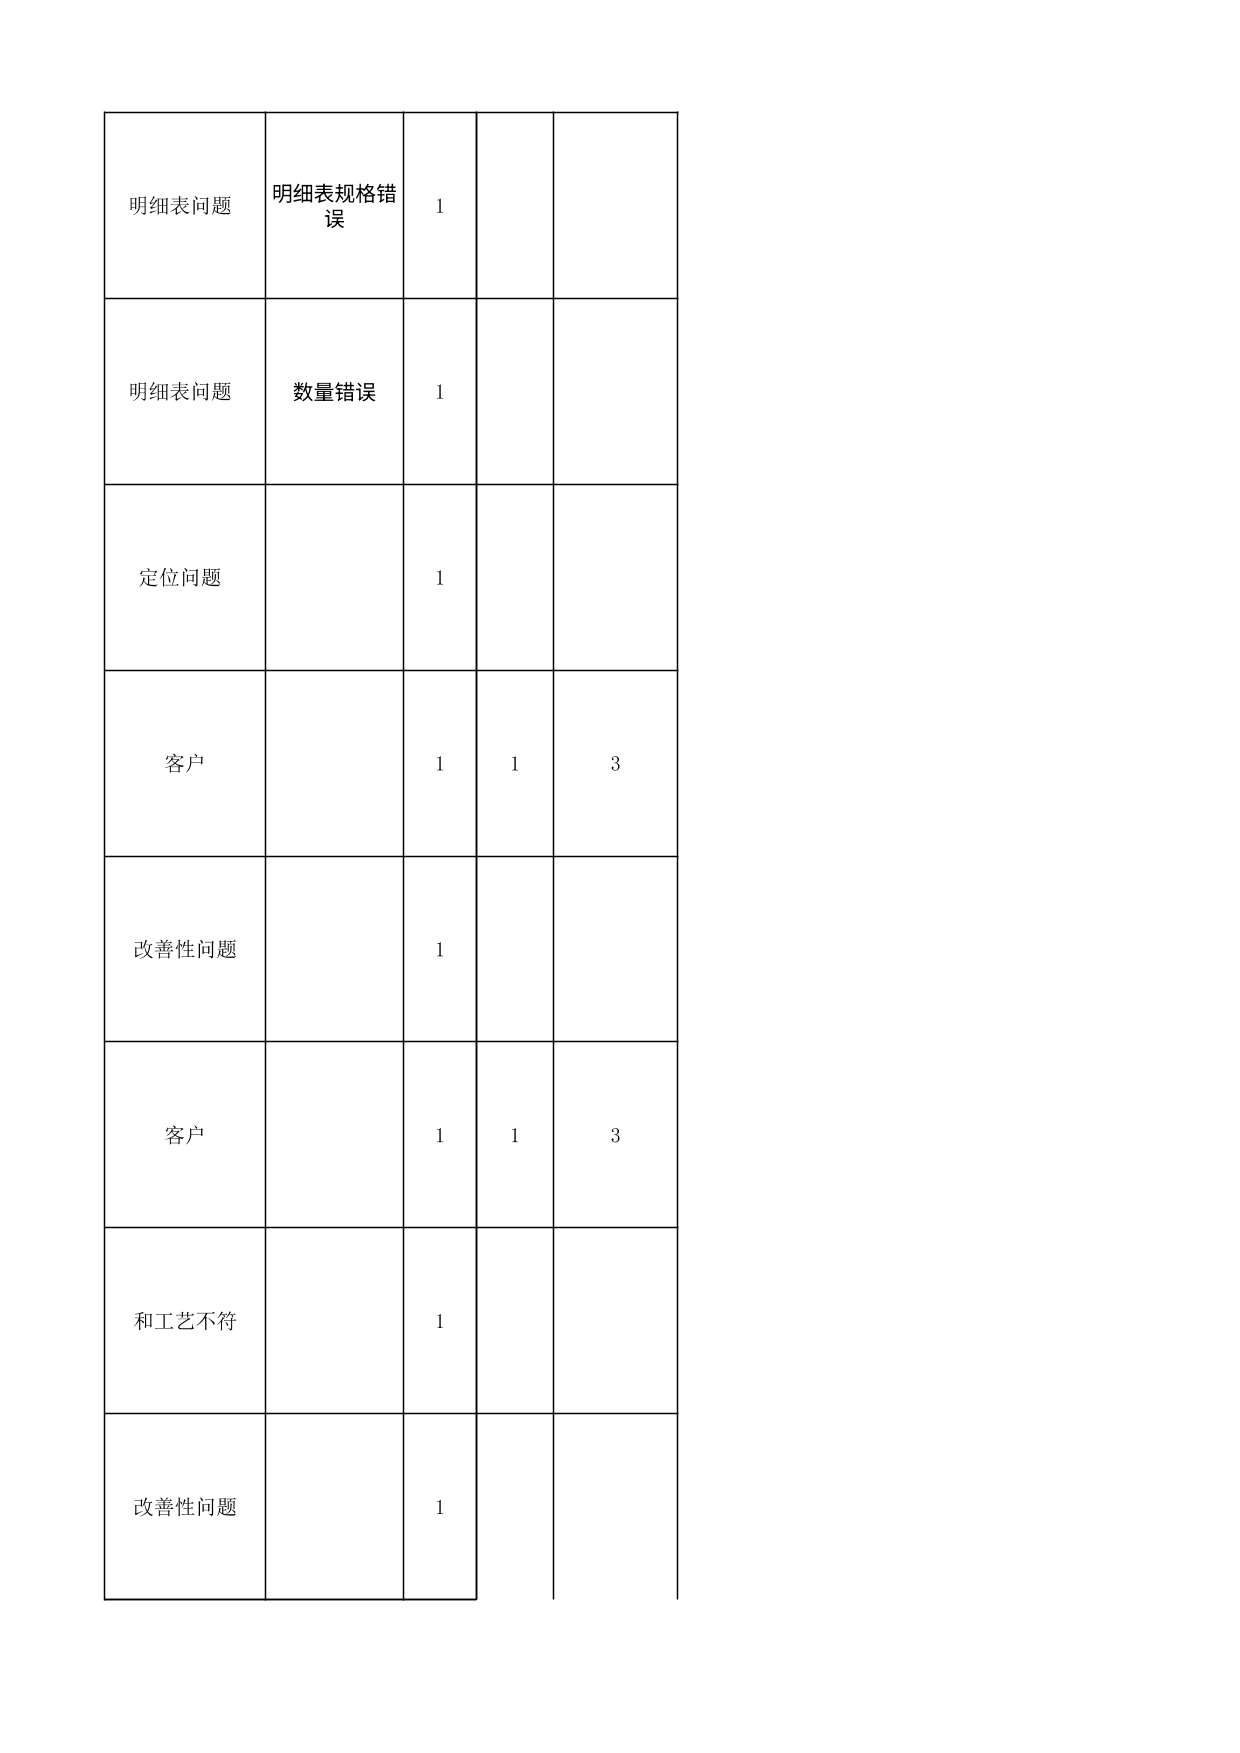 明细表问题 明细表规格错 1
误
明细表问题 数量错误 1
定位问题 1
客户 1 1 3
改善性问题 1
客户 1 1 3
和工艺不符 1
改善性问题 1